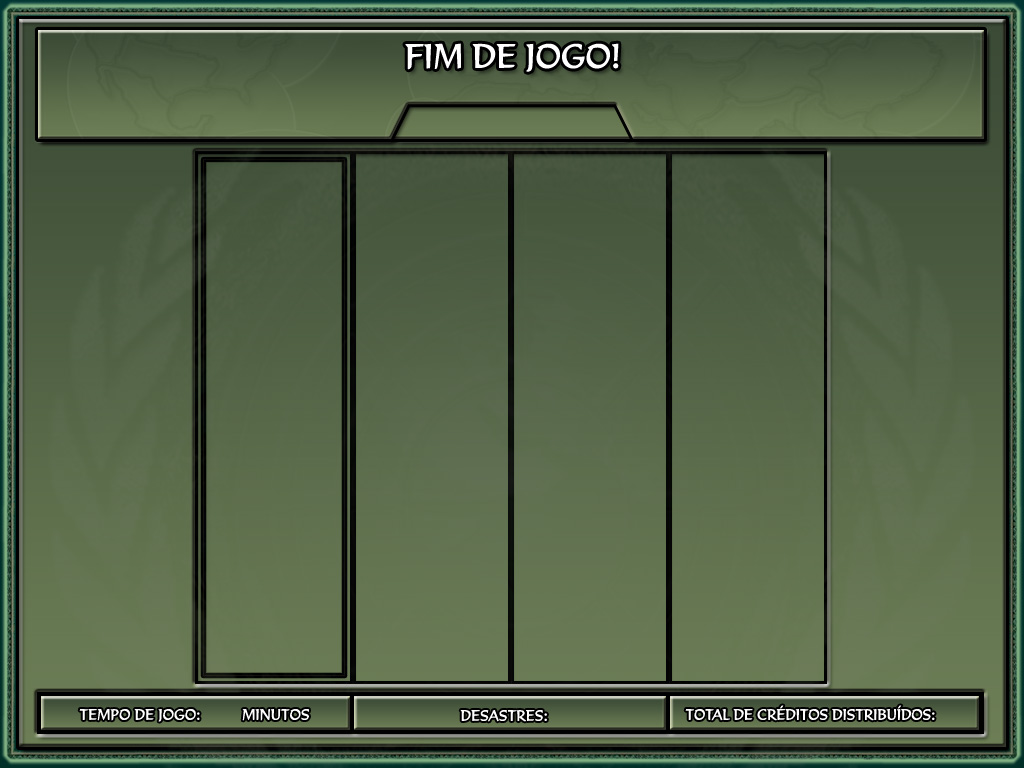 FIM DE JOGO!
TEMPO DE JOGO: MINUTOS
DESASTRES:
TOTAL DE CRÉDITOS DISTRIBUÍDOS: